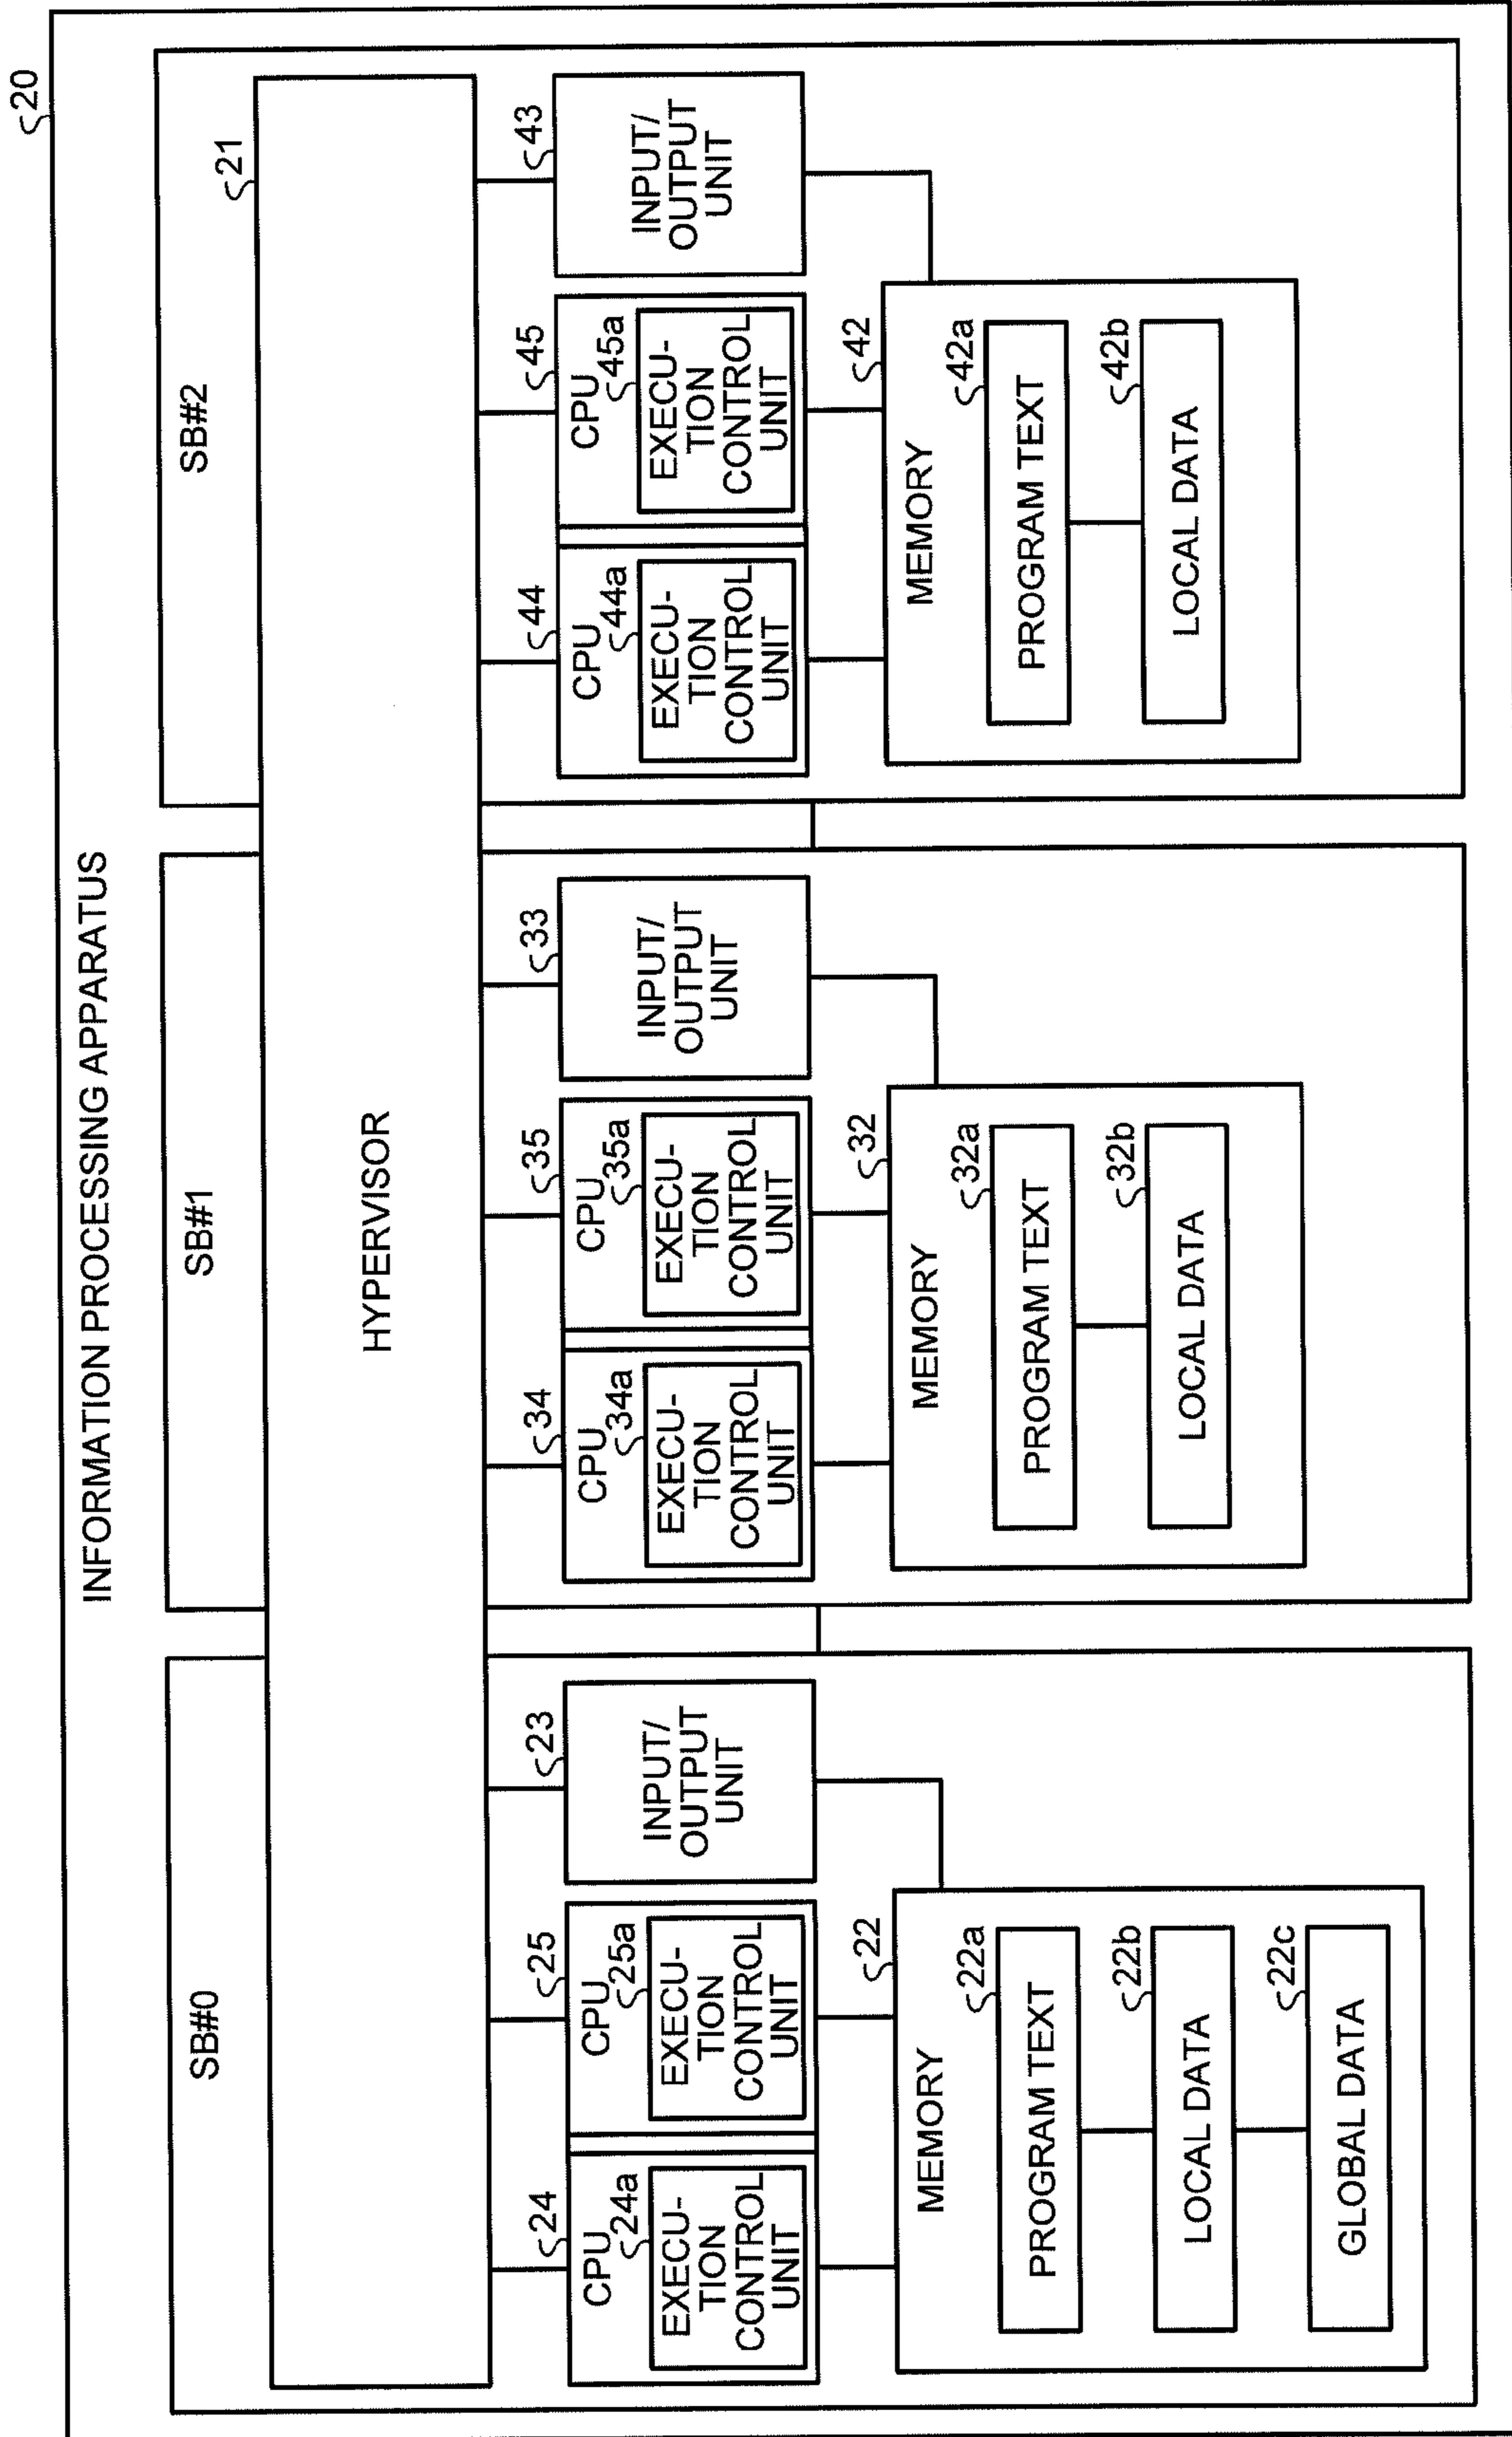 20
INFORMATION PROCESSING APPARATUS
SB#0
SB#1
SB#2
21
HYPERVISOR
24
25
23
34
35
33
44
45
43
CPU
24a
EXECU-
TION
CONTROL
UNIT
CPU
25a
EXECU-
TION
CONTROL
UNIT
INPUT/
OUTPUT
UNIT
CPU
34a
EXECU-
TION
CONTROL
UNIT
CPU
35a
EXECU-
TION
CONTROL
UNIT
INPUT/
OUTPUT
UNIT
CPU
44a
EXECU-
TION
CONTROL
UNIT
CPU
45a
EXECU-
TION
CONTROL
UNIT
INPUT/
OUTPUT
UNIT
22
MEMORY
22a
PROGRAM TEXT
22b
LOCAL DATA
22c
GLOBAL DATA
32
MEMORY
32a
PROGRAM TEXT
32b
LOCAL DATA
42
MEMORY
42a
PROGRAM TEXT
42b
LOCAL DATA